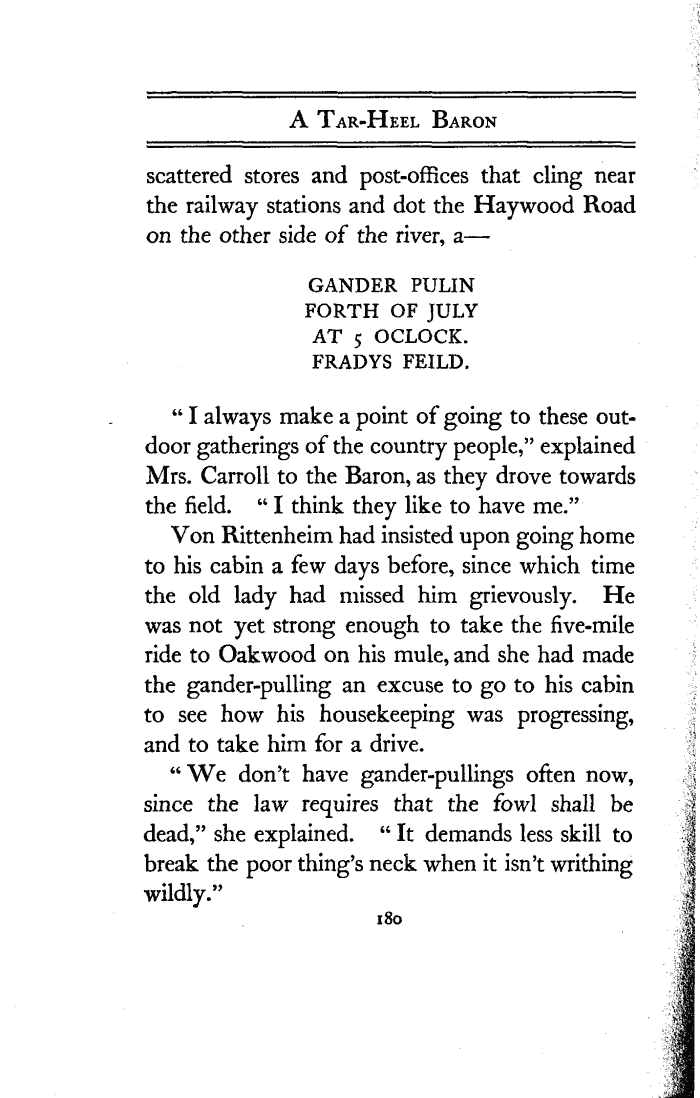 A Tar-Heel Baron
scattered stores and post-offices that cling near
the railway stations and dot the Haywood Road
on the other side of the river, a—
GANDER PULIN
FORTH OF JULY
AT 5 OCLOCK.
FRADYS FEILD.
“ I always make a point of going to these out-
door gatherings of the country people,” explained
Mrs. Carroll to the Baron, as they drove towards
the field. “ I think they like to have me.”
Von Rittenheim had insisted upon going home
to his cabin a few days before, since which time
the old lady had missed him grievously. He
was not yet strong enough to take the five-mile
ride to Oakwood on his mule, and she had made
the gander-pulling an excuse to go to his cabin
to see how his housekeeping was progressing,
and to take him for a drive.
“ We don’t have gander-pullings often now,
since the law requires that the fowl shall be
dead,” she explained. “ It demands less skill to
break the poor thing’s neck when it isn’t writhing
wildly.”
180